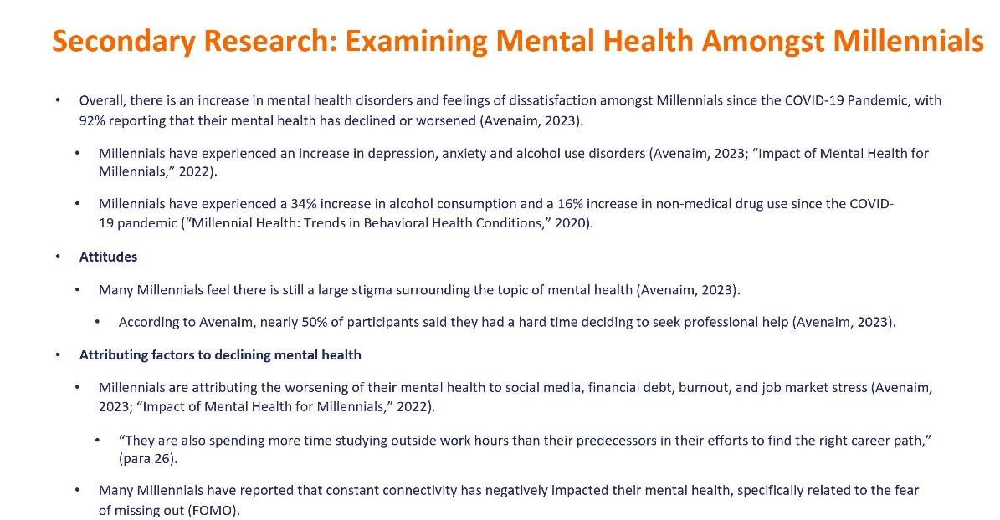 Secondary Research: Examining Mental Health Amongst Millennials
• Overall, there is an increase in mental health disorders and feelings of dissatisfaction amongst Millennials since the COVID-19 Pandemic, with
92% reporting that their mental health has declined or worsened (Avenaim, 2023).
• Millennials have experienced an increase in depression, anxiety and alcohol use disorders (Avenaim, 2023; “Impact of Mental Health for
Millennials,” 2022).
• Millennials have experienced a 34% increase in alcohol consumption and a 16% increase in non-medical drug use since the COVID-
19 pandemic (“Millennial Health: Trends in Behavioral Health Conditions,” 2020).
• Attitudes
• Many Millennials feel there is still a large stigma surrounding the topic of mental health (Avenaim, 2023).
• According to Avenaim, nearly 50% of participants said they had a hard time deciding to seek professional help (Avenaim, 2023).
• Attributing factors to declining mental health
• Millennials are attributing the worsening of their mental health to social media, financial debt, burnout, and job market stress (Avenaim,
2023; “Impact of Mental Health for Millennials,” 2022).
• “They are also spending more time studying outside work hours than their predecessors in their efforts to find the right career path,”
(para 26).
• Many Millennials have reported that constant connectivity has negatively impacted their mental health, specifically related to the fear
of missing out (FOMO).